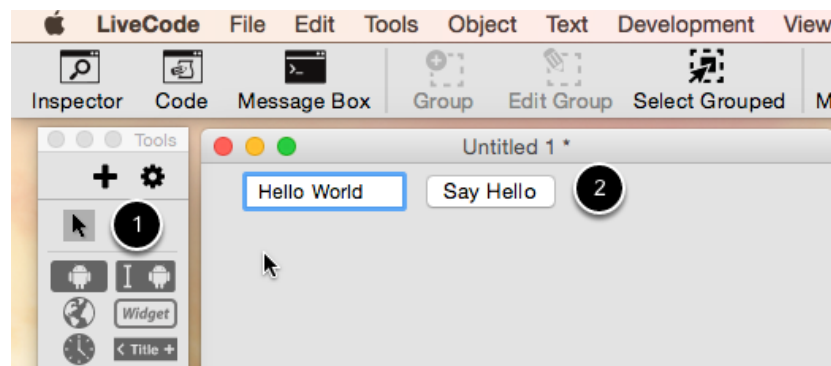 LiveCode File Edit Tools Object Text Development View
Inspector Code Message Box Group Edit Group Select Grouped M
Tools Untitled 1 *
Hello World Say Hello 2
1
Widget
< Title +